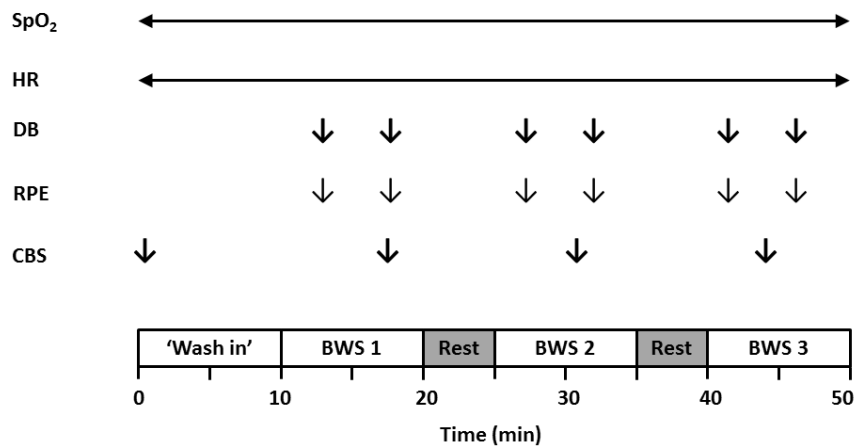 SpO₂
HR
DB
RPE
CBS
‘Wash in’ BWS 1 Rest BWS 2 Rest BWS 3
0 10 20 30 40 50
Time (min)